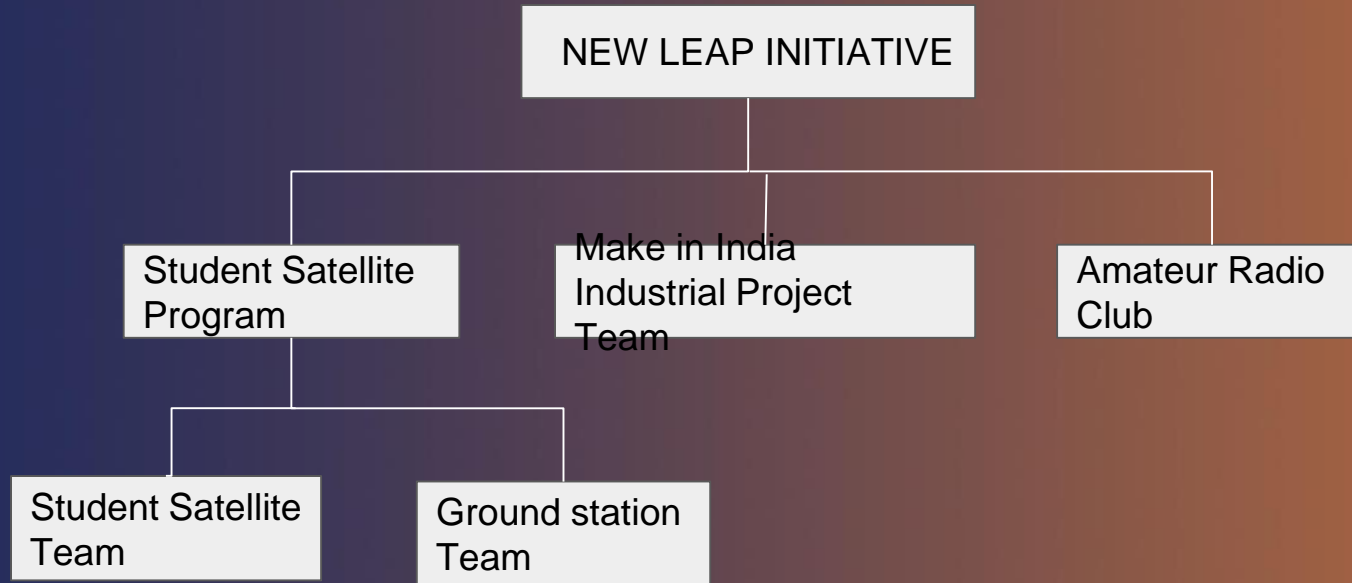 NEW LEAP INITIATIVE
Student Satellite
Program
Make in India
Industrial Project
Team
Amateur Radio
Club
Student Satellite
Team
Ground station
Team